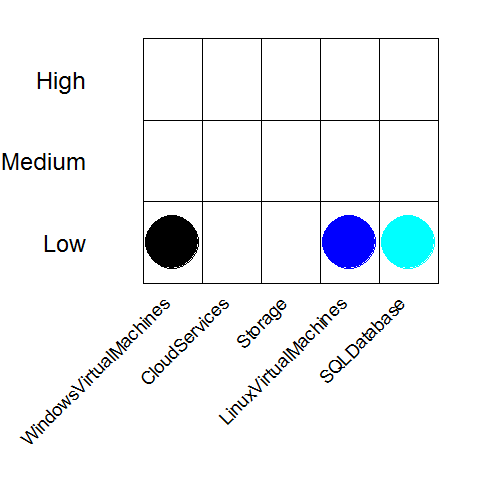 High
Medium
Low
WindowsVirtualMachines
CloudServices
Storage
LinuxVirtualMachines
SQLDatabase